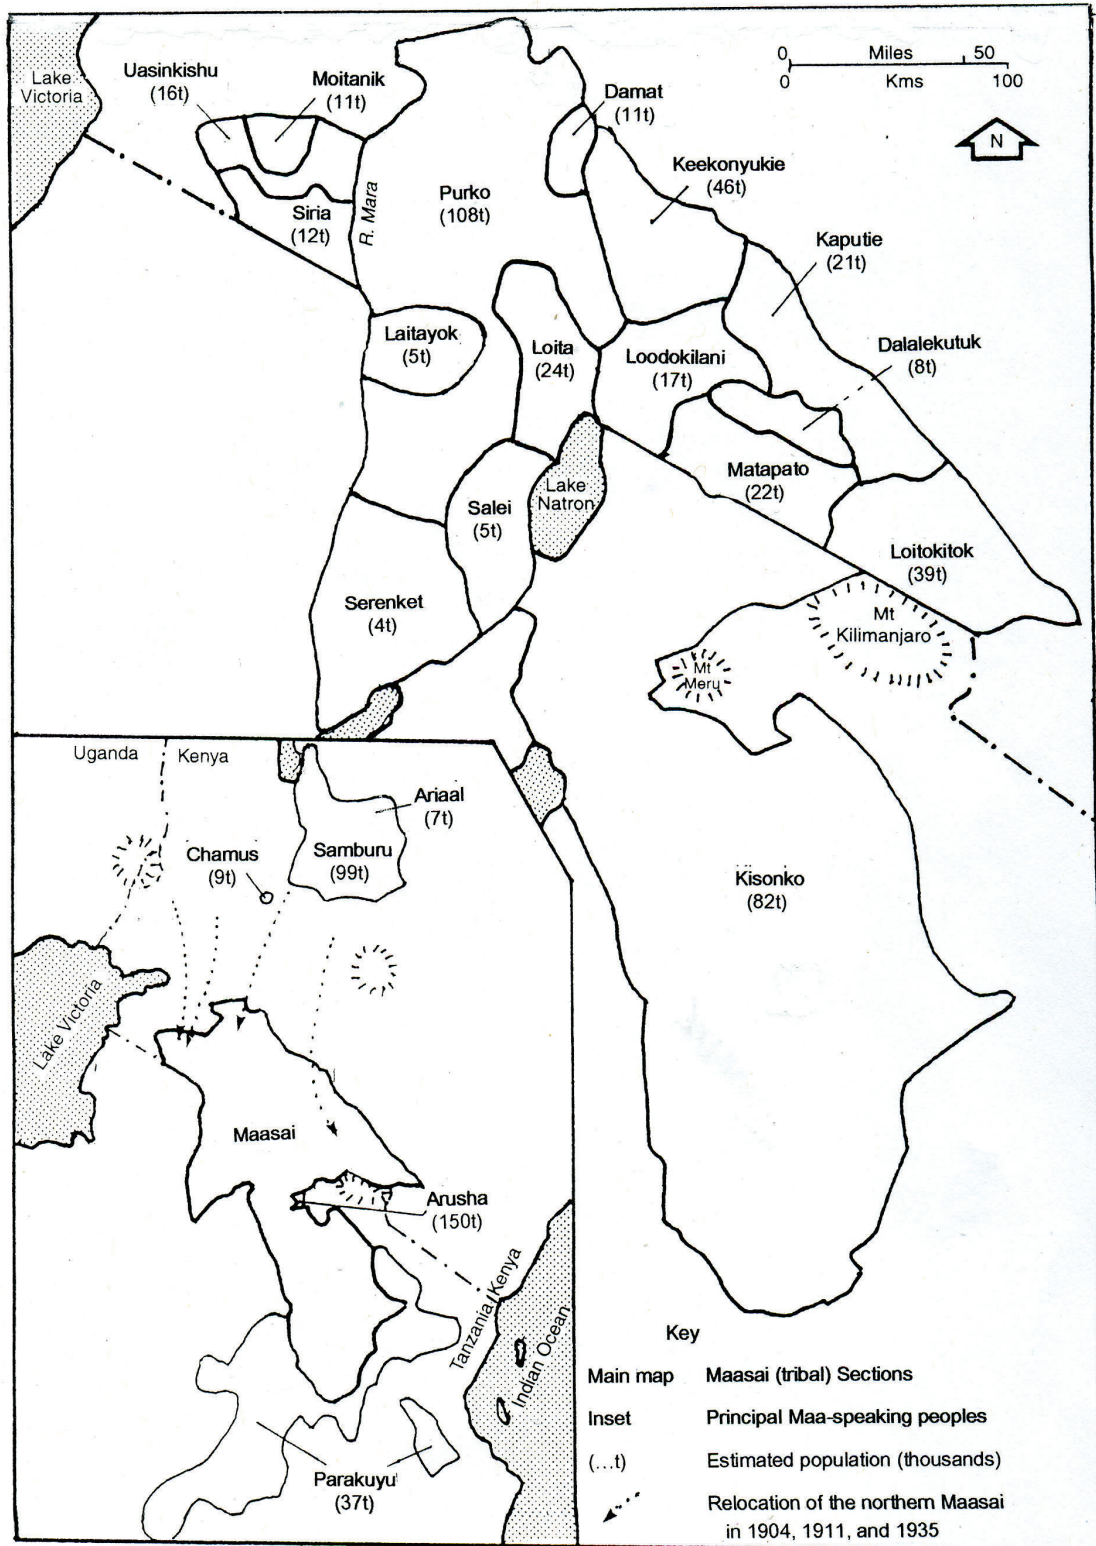 Lake
Victoria
Uasinkishu
(16t)
Moitanik
(11t)
Damat
(11t)
0 Miles 50
0 Kms 100
N
Keekonyukie
(46t)
Purko
(108t)
R. Mara
Siria
(12t)
Kaputie
(21t)
Laitayok
(5t)
Loita
(24t)
Loodokilani
(17t)
Dalalekutuk
(8t)
Matapato
(22t)
Lake
Natron
Salei
(5t)
Loitokitok
(39t)
Serenket
(4t)
Mt
Kilimanjaro
Mt
Meru
Kisonko
(82t)
Uganda
Kenya
Ariaal
(7t)
Chamus
(9t)
Samburu
(99t)
Lake Victoria
Maasai
Arusha
(150t)
Tanzania
Kenya
Indian Ocean
Parakuyu
(37t)
Key
Main map Maasai (tribal) Sections
Inset Principal Maa-speaking peoples
(...t) Estimated population (thousands)
Relocation of the northern Maasai
in 1904, 1911, and 1935